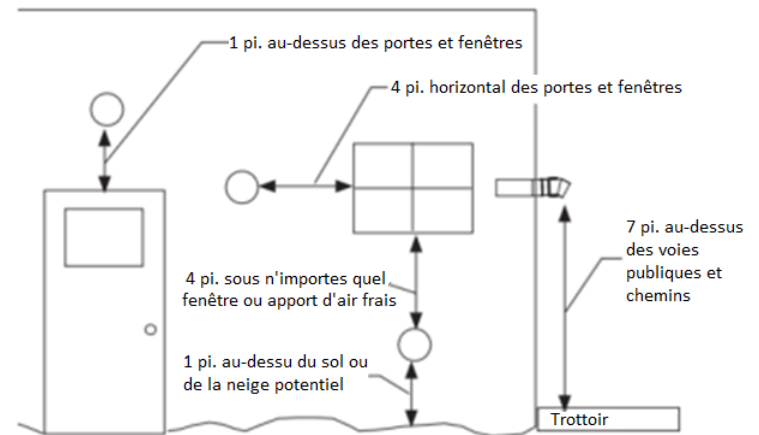 1 pi. au-dessus des portes et fenêtres
4 pi. horizontal des portes et fenêtres
7 pi. au-dessus
des voies
publiques et
chemins
4 pi. sous n'importes quel
fenêtre ou apport d'air frais
1 pi. au-dessu du sol ou
de la neige potentiel
Trottoir